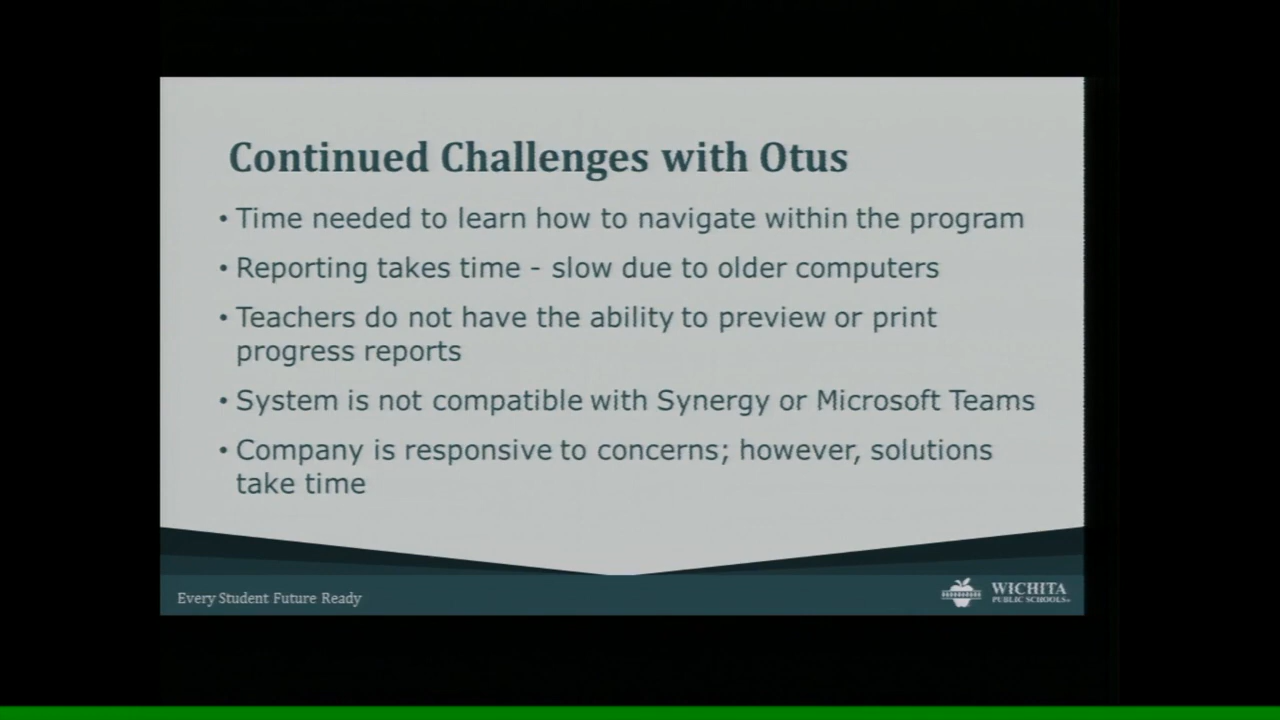 Continued Challenges with Otus
• Time needed to learn how to navigate within the program
• Reporting takes time - slow due to older computers
• Teachers do not have the ability to preview or print
progress reports
• System is not compatible with Synergy or Microsoft Teams
• Company is responsive to concerns; however, solutions
take time
Every Student Future Ready
WICHITA
PUBLIC SCHOOLS